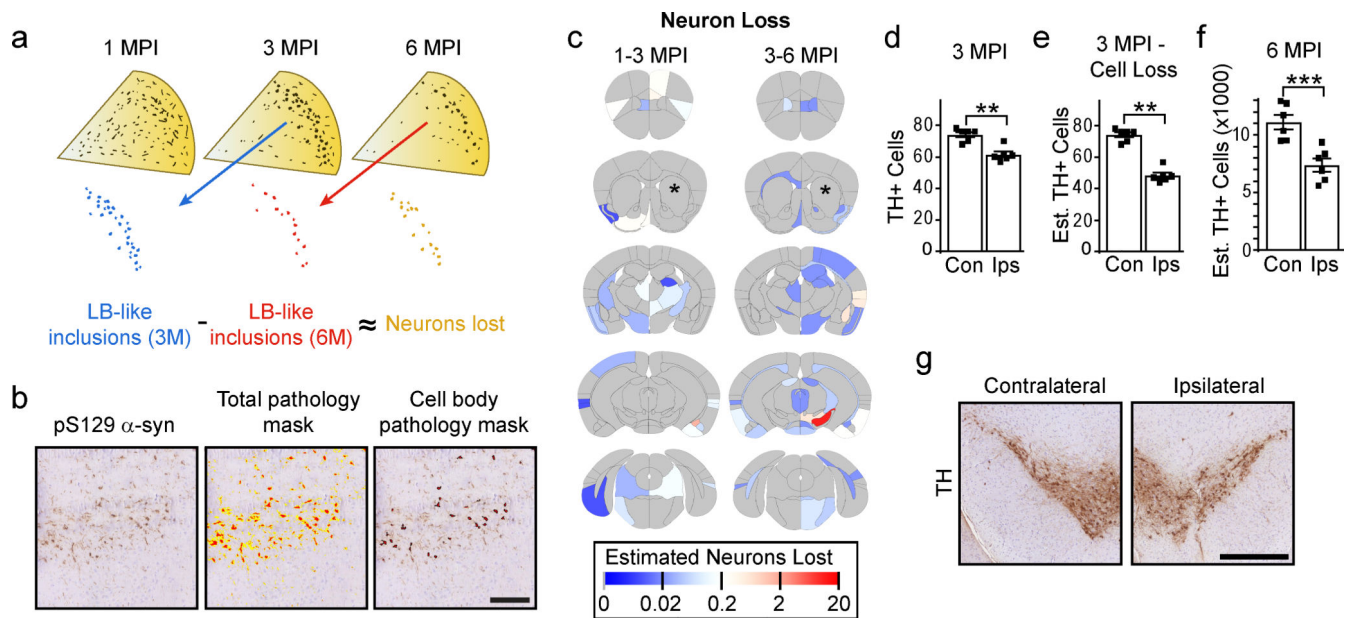 a
1 MPI
3 MPI
6 MPI
LB-like
inclusions (3M)
-
LB-like
inclusions (6M)
≈
Neurons lost
b
pS129 α-syn
Total pathology
mask
Cell body
pathology mask
Neuron Loss
c
1-3 MPI
3-6 MPI
*
*
Estimated Neurons Lost
0 0.02 0.2 2 20
d
3 MPI
**
TH+ Cells
80
60
40
20
0
Con Ips
e
3 MPI -
Cell Loss
**
Est. TH+ Cells
80
60
40
20
0
Con Ips
f
6 MPI
***
Est. TH+ Cells (x1000)
10
8
6
4
2
0
Con Ips
g
Contralateral
Ipsilateral
TH